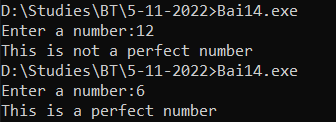 D:\Studies\BT\5-11-2022>Bai14.exe
Enter a number:12
This is not a perfect number
D:\Studies\BT\5-11-2022>Bai14.exe
Enter a number:6
This is a perfect number